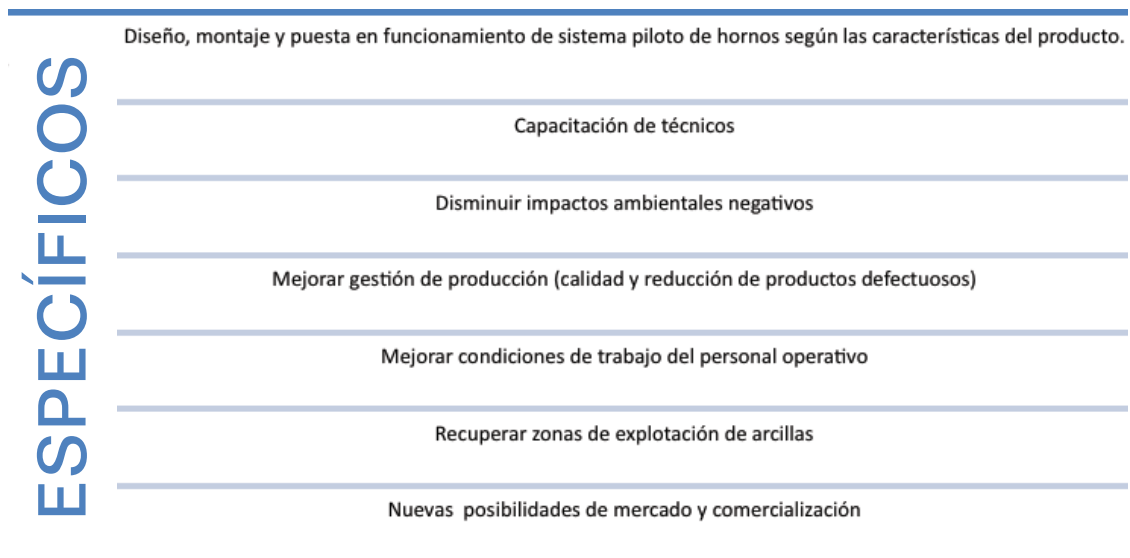 ESPECÍFICOS
Diseño, montaje y puesta en funcionamiento de sistema piloto de hornos según las características del producto.
Capacitación de técnicos
Disminuir impactos ambientales negativos
Mejorar gestión de producción (calidad y reducción de productos defectuosos)
Mejorar condiciones de trabajo del personal operativo
Recuperar zonas de explotación de arcillas
Nuevas  posibilidades de mercado y comercialización